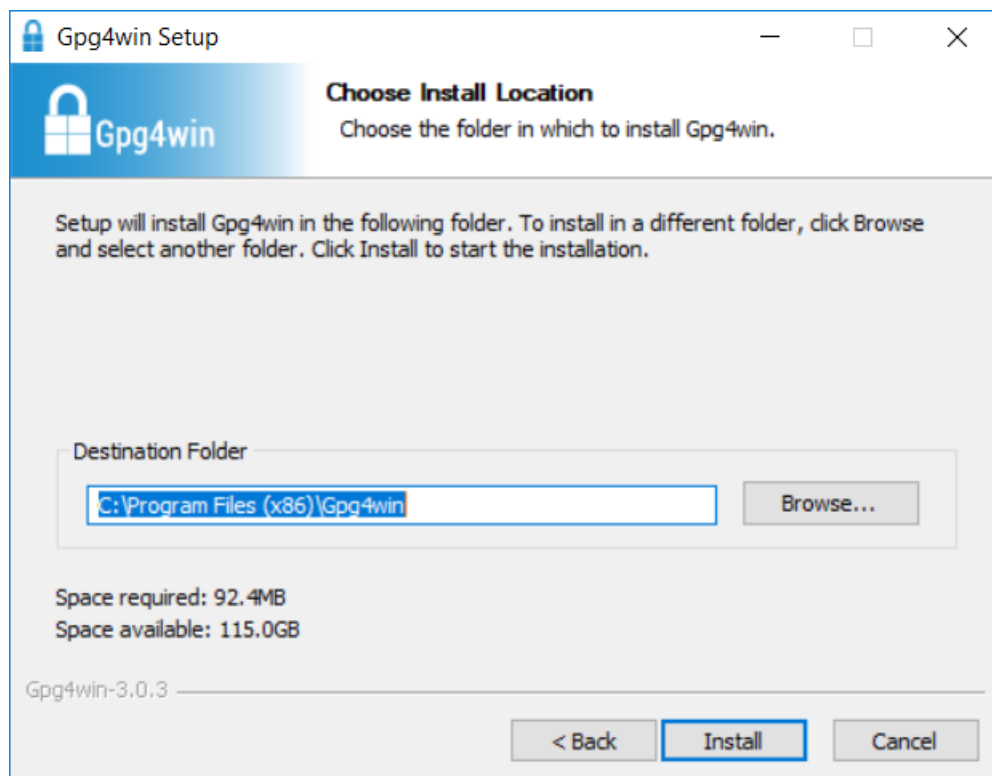 Gpg4win Setup
Gpg4win
Choose Install Location
Choose the folder in which to install Gpg4win.
Setup will install Gpg4win in the following folder. To install in a different folder, click Browse
and select another folder. Click Install to start the installation.
Destination Folder
C:\Program Files (x86)\Gpg4win
Browse...
Space required: 92.4MB
Space available: 115.0GB
Gpg4win-3.0.3
< Back
Install
Cancel